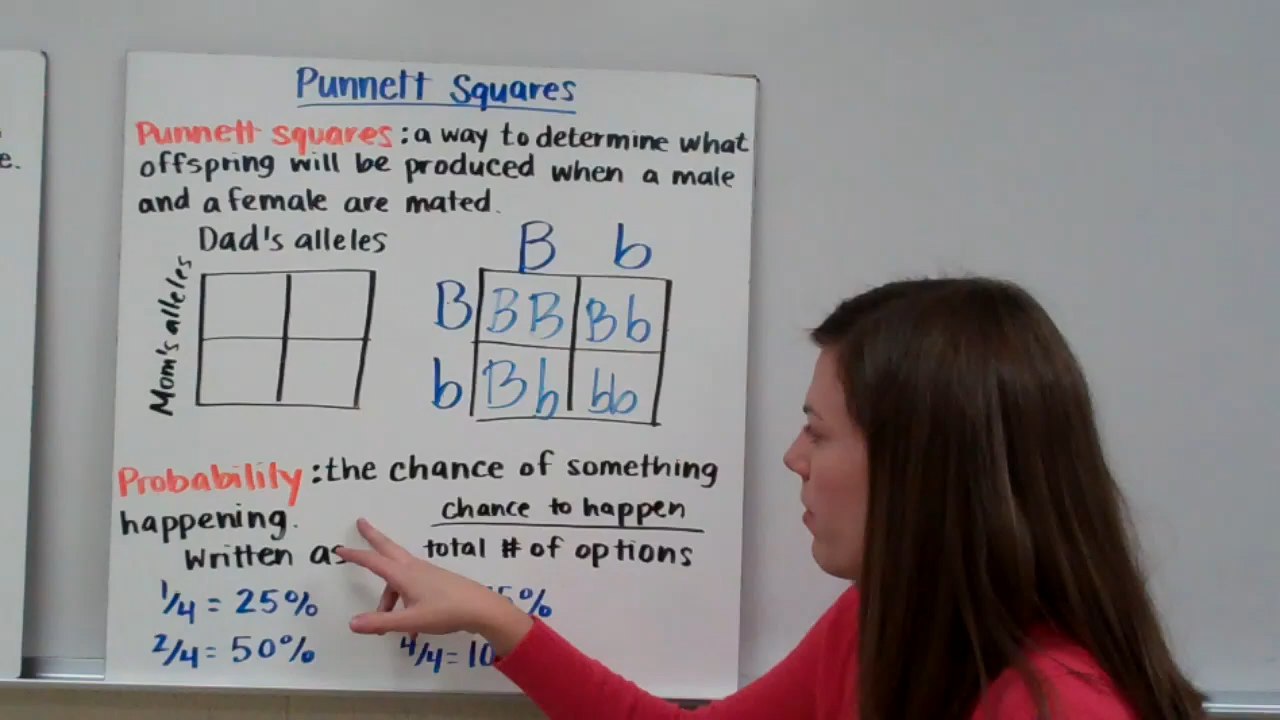 e.
Punnett Squares
Punnett squares: a way to determine what
offspring will be produced when a male
and a female are mated.
Dad's alleles
Mom's alleles
B b
B BB Bb
b Bb bb
Probability: the chance of something
happening.
Written as
chance to happen
total # of options
1/4 = 25%
5%
2/4 = 50%
4/4 = 10